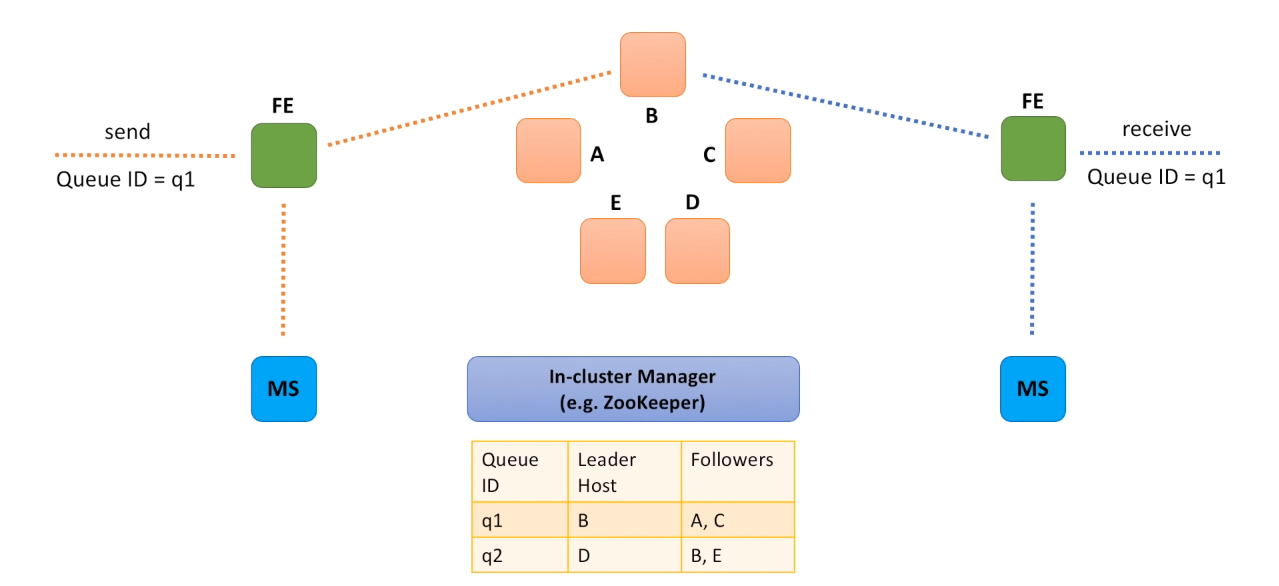 B
FE
FE
send
receive
A
C
Queue ID = q1
Queue ID = q1
E
D
MS
In-cluster Manager
(e.g. ZooKeeper)
MS
Queue ID
Leader Host
Followers
q1
B
A, C
q2
D
B, E